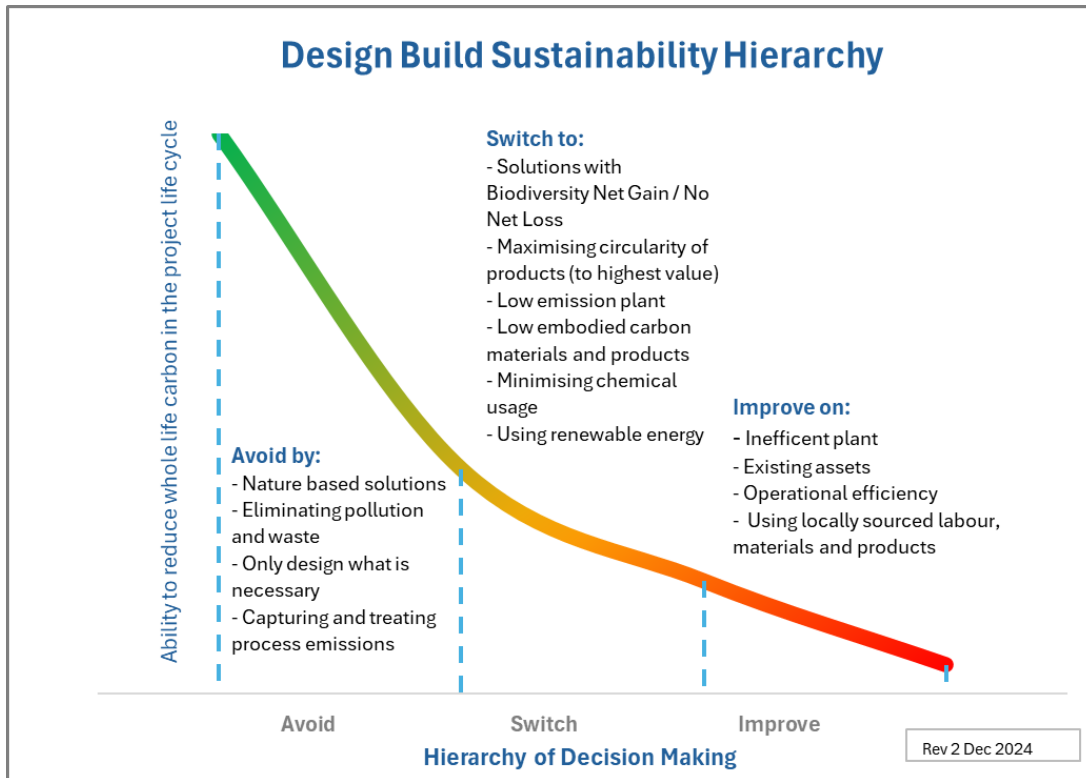 Design Build Sustainability Hierarchy
Ability to reduce whole life carbon in the project life cycle
Avoid by:
- Nature based solutions
- Eliminating pollution
and waste
- Only design what is
necessary
- Capturing and treating
process emissions
Switch to:
- Solutions with
Biodiversity Net Gain / No
Net Loss
- Maximising circularity of
products (to highest value)
- Low emission plant
- Low embodied carbon
materials and products
- Minimising chemical
usage
- Using renewable energy
Improve on:
- Inefficent plant
- Existing assets
- Operational efficiency
- Using locally sourced labour,
materials and products
Avoid
Switch
Improve
Hierarchy of Decision Making
Rev 2 Dec 2024